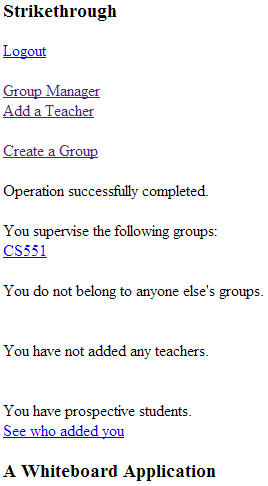 Strikethrough
Logout
Group Manager
Add a Teacher
Create a Group
Operation successfully completed.
You supervise the following groups:
CS551
You do not belong to anyone else's groups.
You have not added any teachers.
You have prospective students.
See who added you
A Whiteboard Application